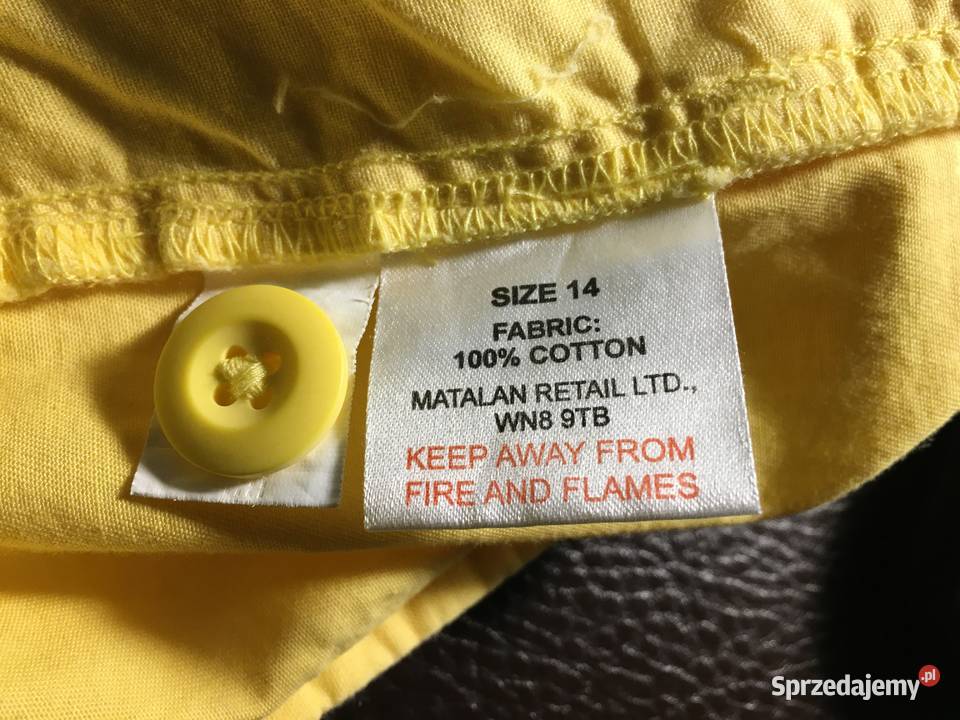 SIZE 14
FABRIC:
100% COTTON
MATALAN RETAIL LTD.,
WN8 9TB
KEEP AWAY FROM
FIRE AND FLAMES
Sprzedajemy.pl